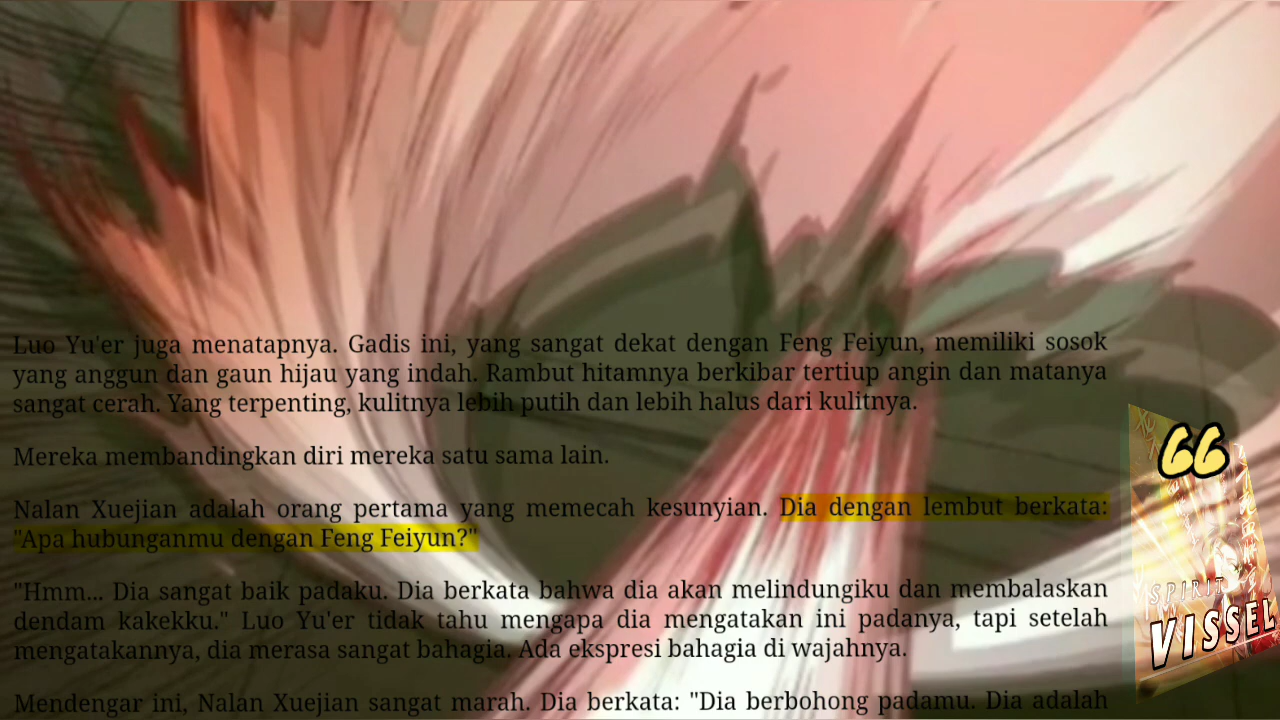 Luo Yu'er juga menatapnya. Gadis ini, yang sangat dekat dengan Feng Feiyun, memiliki sosok
yang anggun dan gaun hijau yang indah. Rambut hitamnya berkibar tertiup angin dan matanya
sangat cerah. Yang terpenting, kulitnya lebih putih dan lebih halus dari kulitnya.
Mereka membandingkan diri mereka satu sama lain.
Nalan Xuejian adalah orang pertama yang memecah kesunyian. Dia dengan lembut berkata:
"Apa hubunganmu dengan Feng Feiyun?"
"Hmm... Dia sangat baik padaku. Dia berkata bahwa dia akan melindungiku dan membalaskan
dendam kakekku." Luo Yu'er tidak tahu mengapa dia mengatakan ini padanya, tapi setelah
mengatakannya, dia merasa sangat bahagia. Ada ekspresi bahagia di wajahnya.
Mendengar ini, Nalan Xuejian sangat marah. Dia berkata: "Dia berbohong padamu. Dia adalah
66
SPIRIT
VISSEL